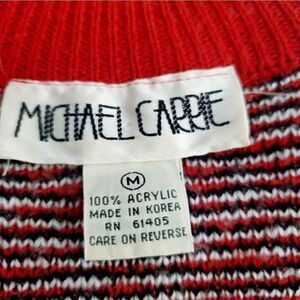 MICHAEL CARRIE
M
100% ACRYLIC
MADE IN KOREA
RN 61405
CARE ON REVERSE